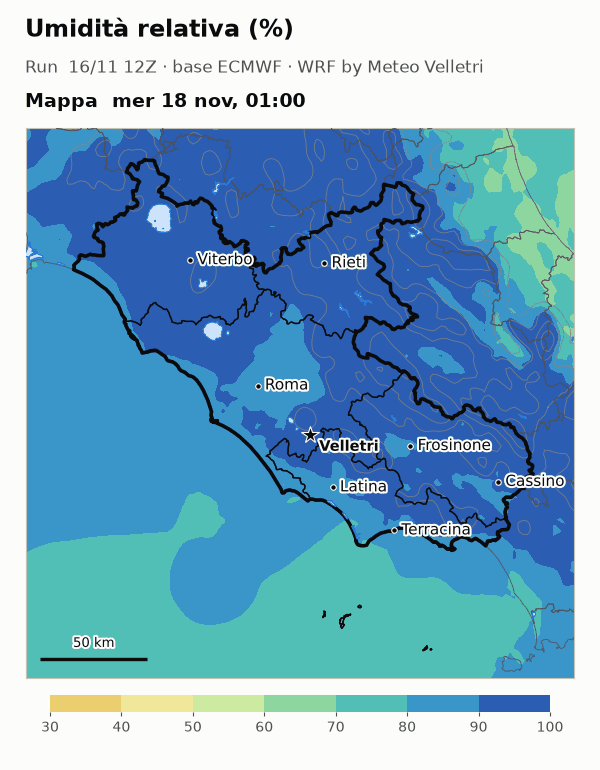 Umidità relativa (%)
Run  16/11 12Z · base ECMWF · WRF by Meteo Velletri
Mappa  mer 18 nov, 01:00
Viterbo
Rieti
Roma
Velletri
Frosinone
Cassino
Latina
Terracina
50 km
30 40 50 60 70 80 90 100